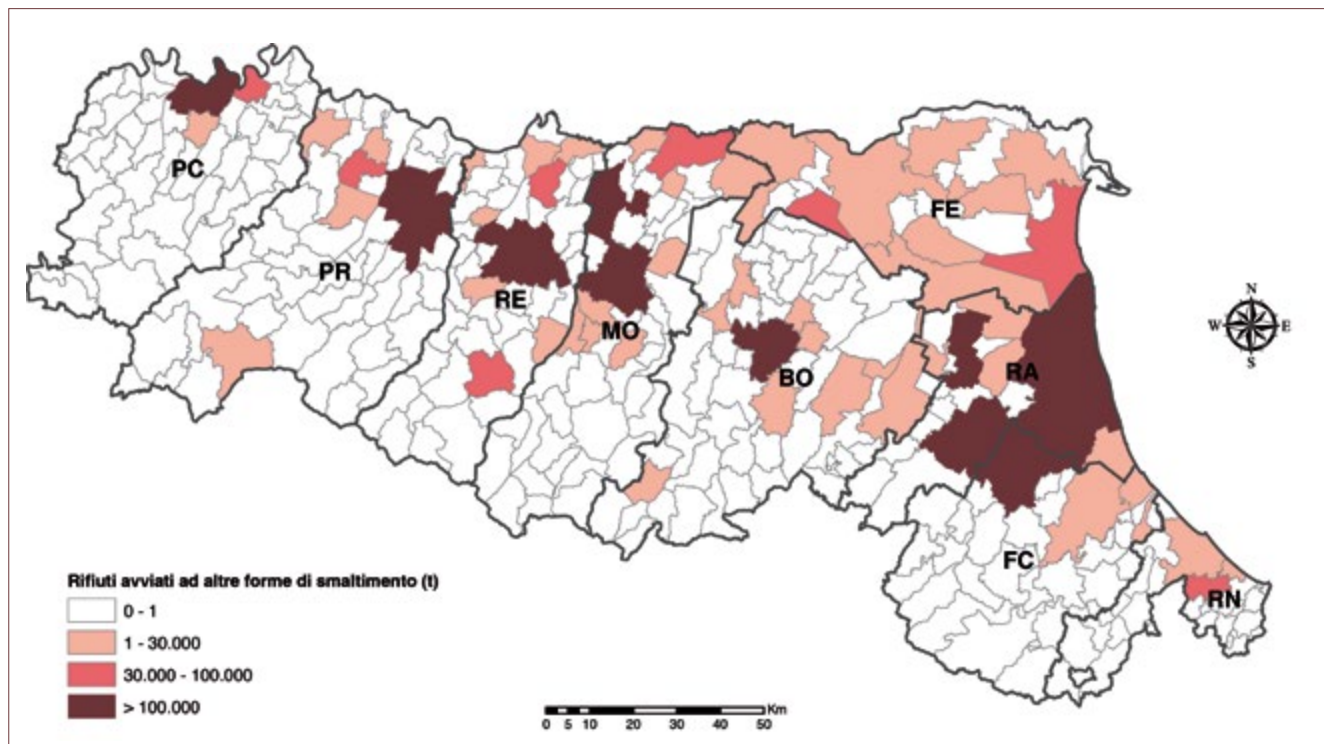 PC
PR
RE
MO
BO
FE
RA
FC
RN
N
W E
S
Rifiuti avviati ad altre forme di smaltimento (t)
0 - 1
1 - 30.000
30.000 - 100.000
> 100.000
Km
0 5 10 20 30 40 50